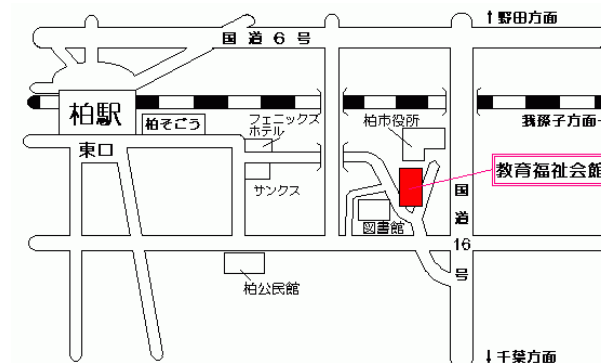 ↑野田方面
国道6号
柏駅
柏そごう
フェニックス
ホテル
柏市役所
我孫子方面
東口
教育福祉会館
サンクス
図書館
国道16号
柏公民館
↓千葉方面